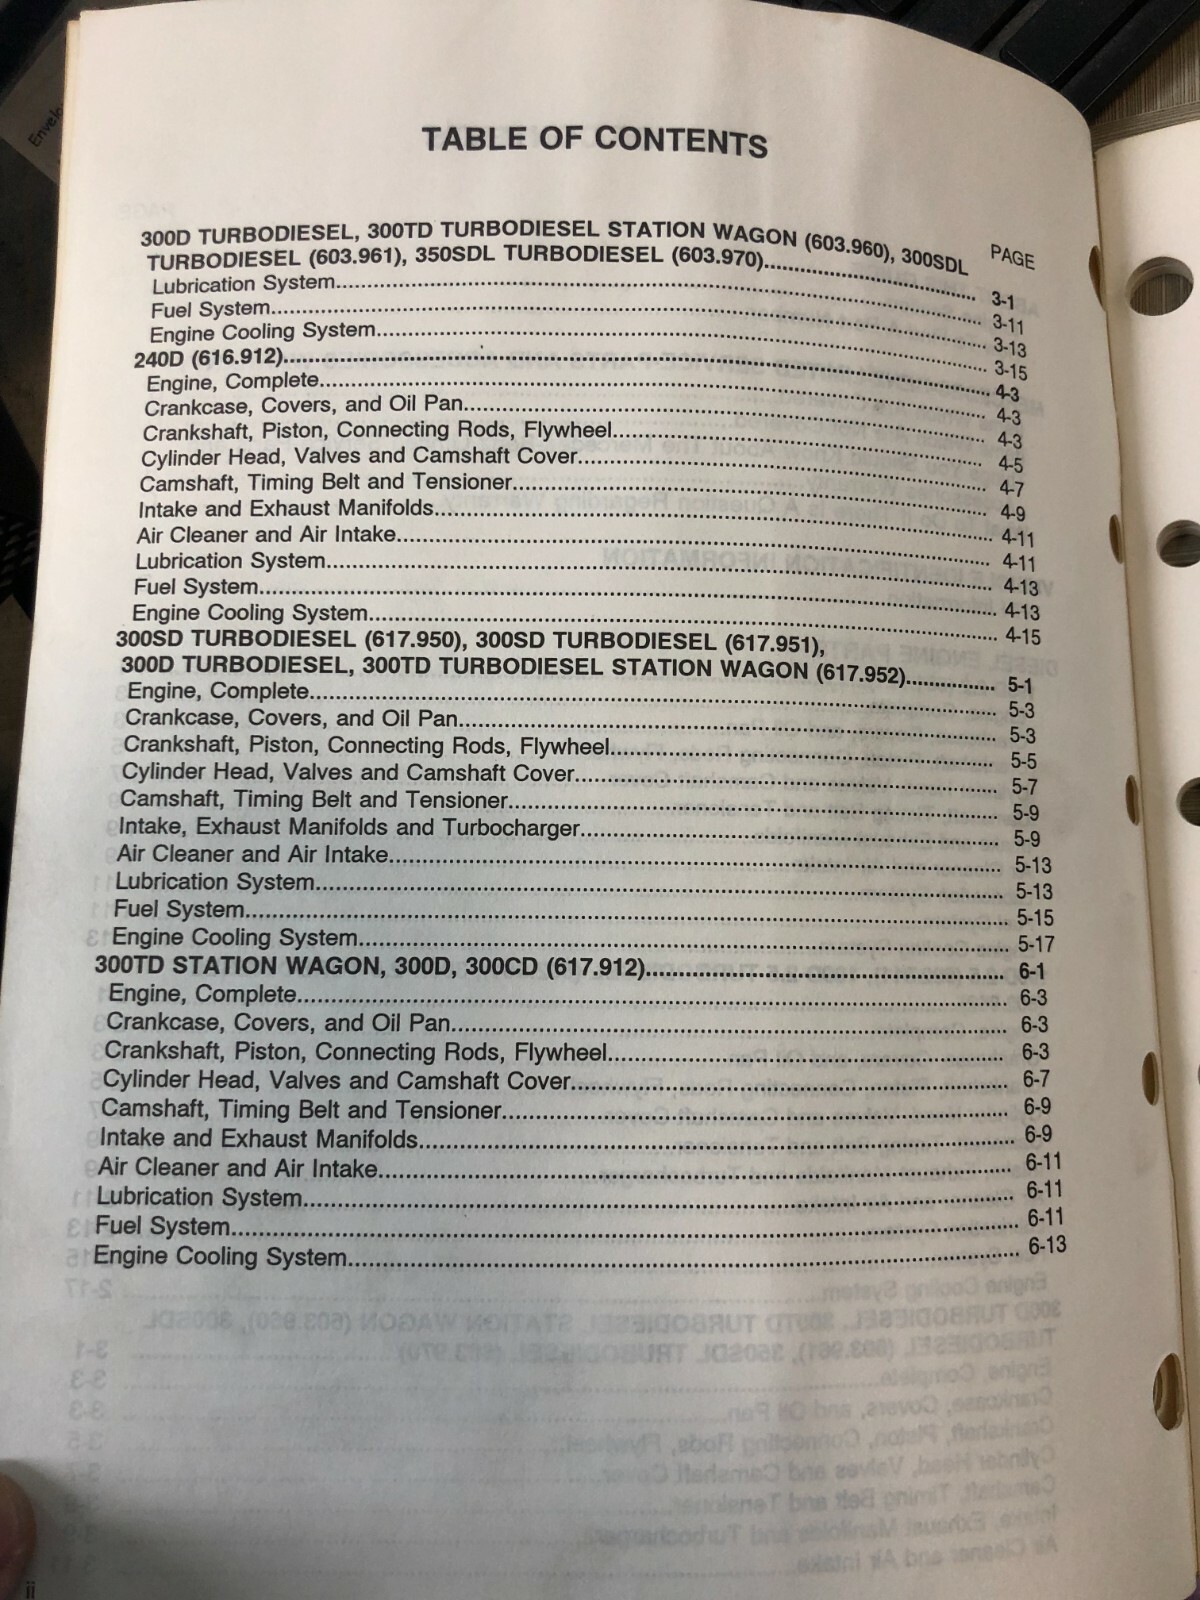 TABLE OF CONTENTS
PAGE
300D TURBODIESEL, 300TD TURBODIESEL STATION WAGON (603.960), 300SDL
TURBODIESEL (603.961), 350SDL TURBODIESEL (603.970)........ 3-1
Lubrication System........ 3-11
Fuel System........ 3-13
Engine Cooling System........ 3-15
240D (616.912)........ 4-3
Engine, Complete........ 4-3
Crankcase, Covers, and Oil Pan........ 4-3
Crankshaft, Piston, Connecting Rods, Flywheel........ 4-5
Cylinder Head, Valves and Camshaft Cover........ 4-7
Camshaft, Timing Belt and Tensioner........ 4-9
Intake and Exhaust Manifolds........ 4-11
Air Cleaner and Air Intake........ 4-11
Lubrication System........ 4-13
Fuel System........ 4-13
Engine Cooling System........ 4-15
300SD TURBODIESEL (617.950), 300SD TURBODIESEL (617.951),
300D TURBODIESEL, 300TD TURBODIESEL STATION WAGON (617.952)........ 5-1
Engine, Complete........ 5-3
Crankcase, Covers, and Oil Pan........ 5-3
Crankshaft, Piston, Connecting Rods, Flywheel........ 5-5
Cylinder Head, Valves and Camshaft Cover........ 5-7
Camshaft, Timing Belt and Tensioner........ 5-9
Intake, Exhaust Manifolds and Turbocharger........ 5-9
Air Cleaner and Air Intake........ 5-13
Lubrication System........ 5-13
Fuel System........ 5-15
Engine Cooling System........ 5-17
300TD STATION WAGON, 300D, 300CD (617.912)........ 6-1
Engine, Complete........ 6-3
Crankcase, Covers, and Oil Pan........ 6-3
Crankshaft, Piston, Connecting Rods, Flywheel........ 6-3
Cylinder Head, Valves and Camshaft Cover........ 6-7
Camshaft, Timing Belt and Tensioner........ 6-9
Intake and Exhaust Manifolds........ 6-9
Air Cleaner and Air Intake........ 6-11
Lubrication System........ 6-11
Fuel System........ 6-11
Engine Cooling System........ 6-13
ii